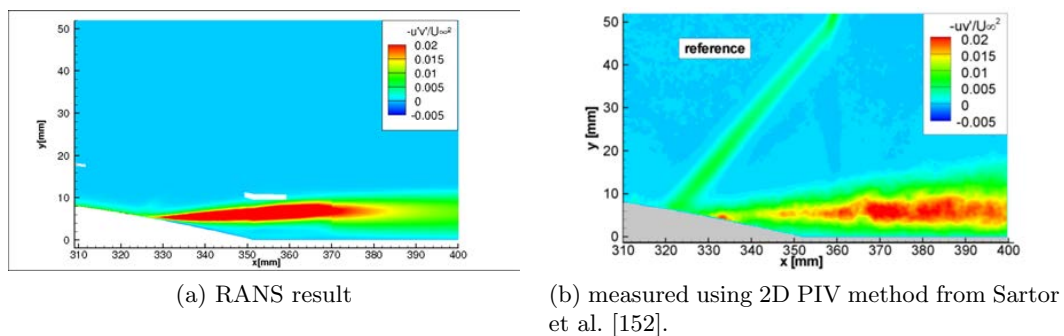 -u'v'/U∞²
0.02
0.015
0.01
0.005
0
-0.005
y[mm]
50
40
30
20
10
0
310 320 330 340 350 360 370 380 390 400
x[mm]
(a) RANS result
reference
-uv'/U∞²
0.02
0.015
0.01
0.005
0
-0.005
y [mm]
50
40
30
20
10
0
310 320 330 340 350 360 370 380 390 400
x [mm]
(b) measured using 2D PIV method from Sartor
et al. [152].